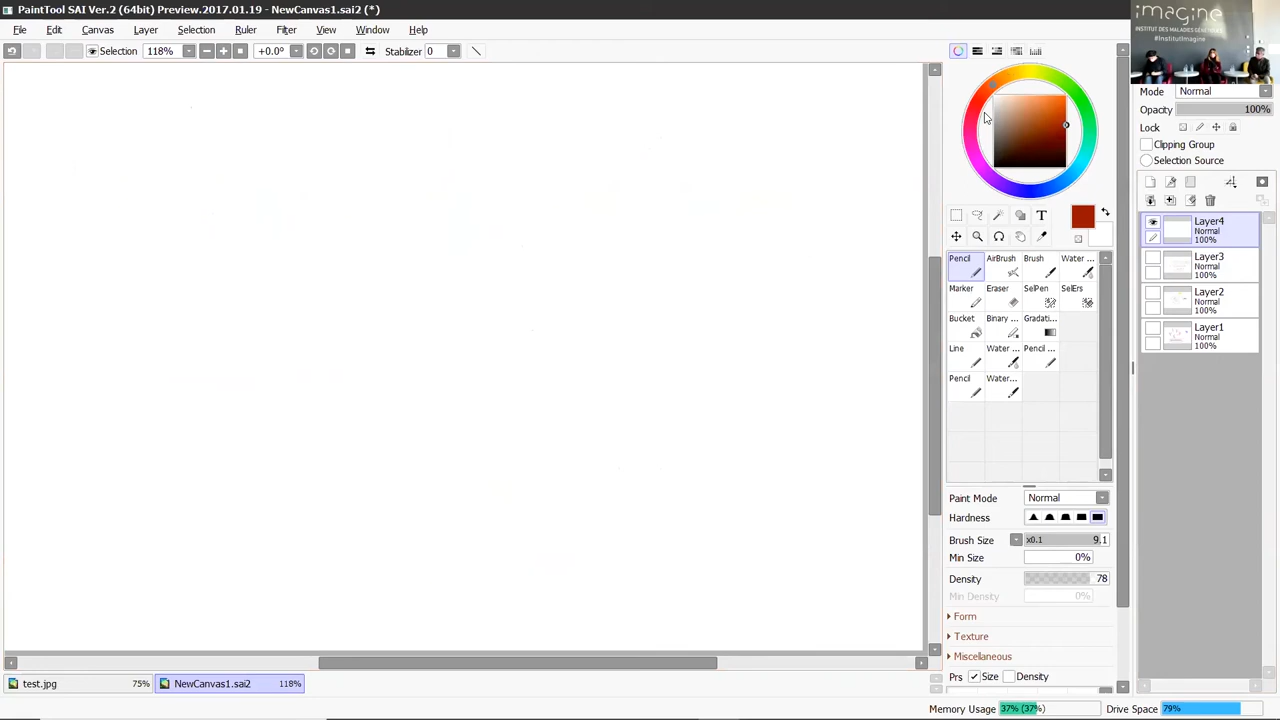 PaintTool SAI Ver.2 (64bit) Preview.2017.01.19 - NewCanvas1.sai2 (*)
File Edit Canvas Layer Selection Ruler Filter View Window Help
Selection 118% +0.0° Stabilizer 0
imagine
INSTITUT DES MALADIES GÉNÉTIQUES
#InstitutImagine
Mode Normal
Opacity 100%
Lock
Clipping Group
Selection Source
Layer4
Normal
100%
Layer3
Normal
100%
Layer2
Normal
100%
Layer1
Normal
100%
T
Pencil AirBrush Brush Water ...
Marker Eraser SelPen SelErs
Bucket Binary ... Gradati...
Line Water ... Pencil ...
Pencil Water...
Paint Mode Normal
Hardness
Brush Size x0.1 9.1
Min Size 0%
Density 78
Min Density 0%
Form
Texture
Miscellaneous
Prs Size Density
test.jpg 75% NewCanvas1.sai2 118%
Memory Usage 37% (37%) Drive Space 79%